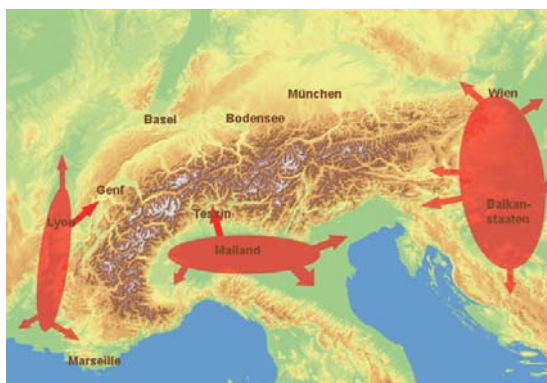 München
Wien
Basel
Bodensee
Genf
Tessin
Lyon
Balkan-
staaten
Mailand
Marseille